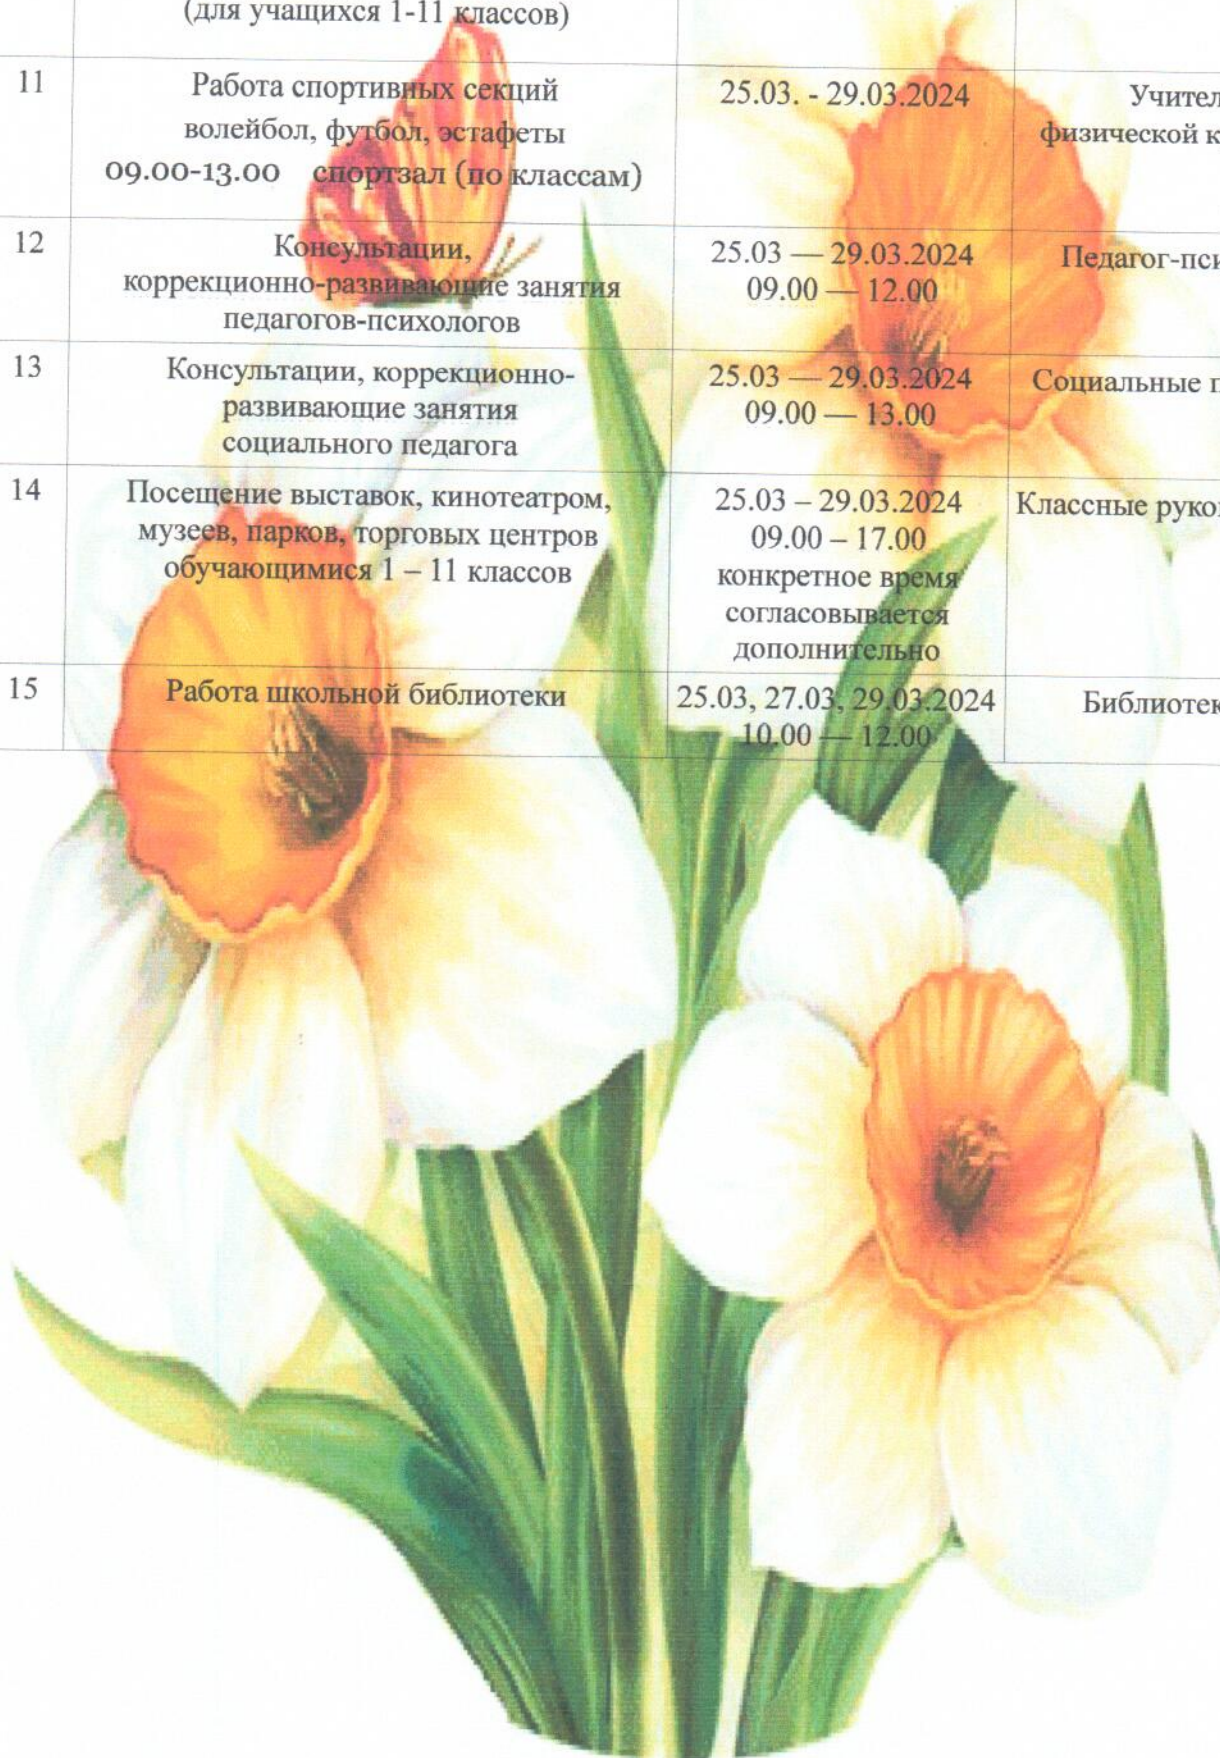 (для учащихся 1-11 классов)
11
Работа спортивных секций
волейбол, футбол, эстафеты
09.00-13.00 спортзал (по классам)
25.03. - 29.03.2024
Учител
физической к
12
Консультации,
коррекционно-развивающие занятия
педагогов-психологов
25.03 — 29.03.2024
09.00 — 12.00
Педагог-пси
13
Консультации, коррекционно-
развивающие занятия
социального педагога
25.03 — 29.03.2024
09.00 — 13.00
Социальные п
14
Посещение выставок, кинотеатром,
музеев, парков, торговых центров
обучающимися 1 – 11 классов
25.03 – 29.03.2024
09.00 – 17.00
конкретное время
согласовывается
дополнительно
Классные руко
15
Работа школьной библиотеки
25.03, 27.03, 29.03.2024
10.00 — 12.00
Библиотек